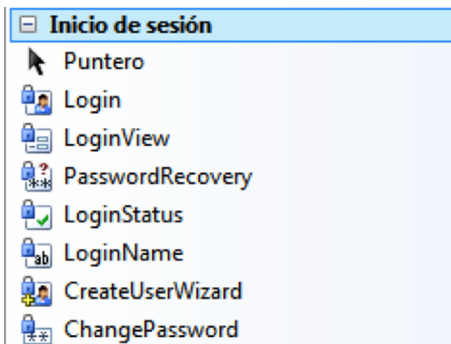 Inicio de sesión
Puntero
Login
LoginView
PasswordRecovery
LoginStatus
LoginName
CreateUserWizard
ChangePassword